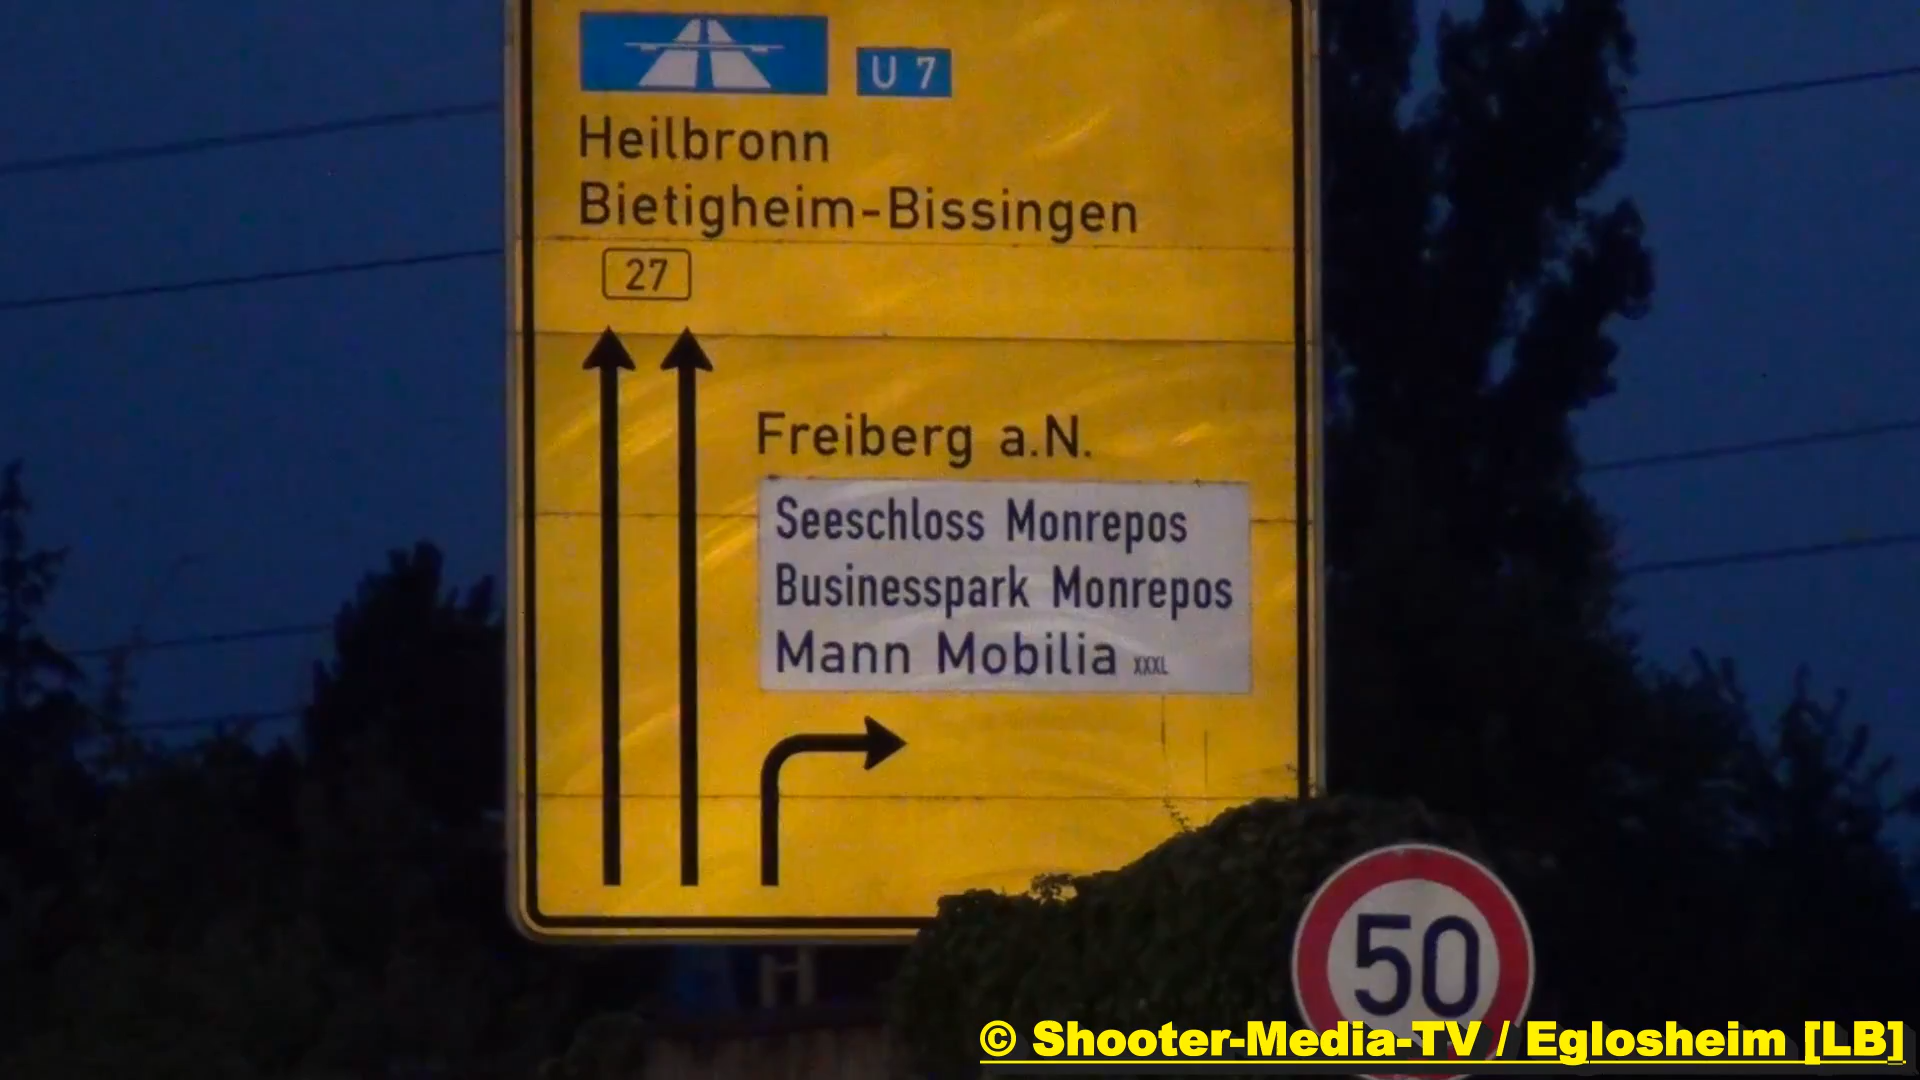 U 7
Heilbronn
Bietigheim-Bissingen
27
Freiberg a.N.
Seeschloss Monrepos
Businesspark Monrepos
Mann Mobilia XXXL
50
© Shooter-Media-TV / Eglosheim [LB]